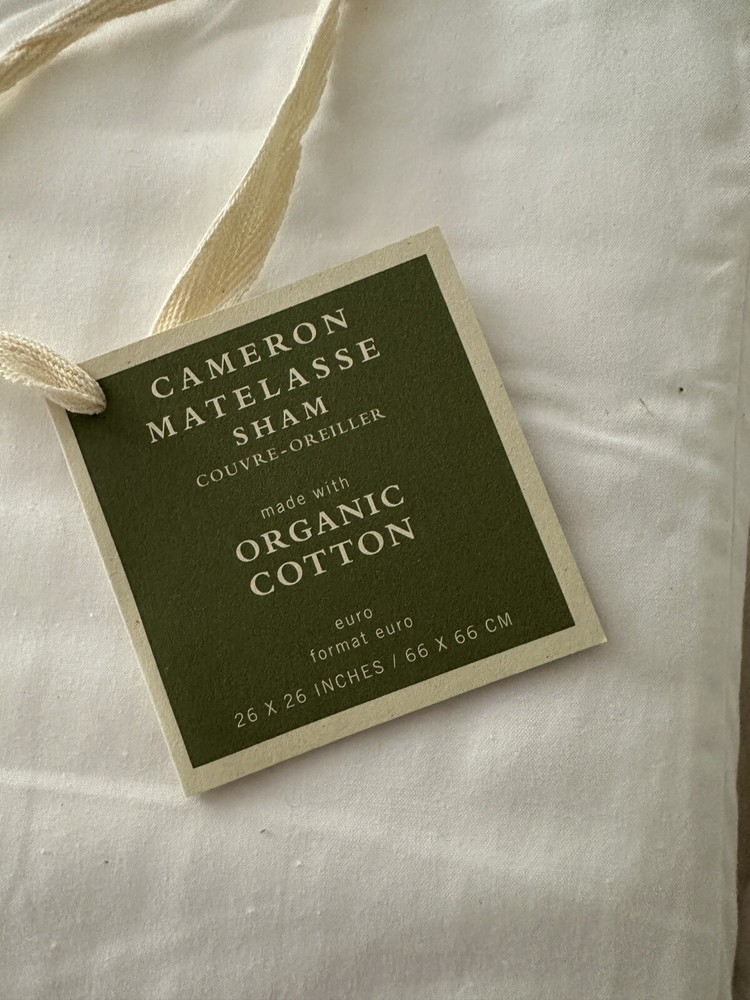 CAMERON
MATELASSE
SHAM
COUVRE-OREILLER
made with
ORGANIC
COTTON
euro
format euro
26 X 26 INCHES / 66 X 66 CM